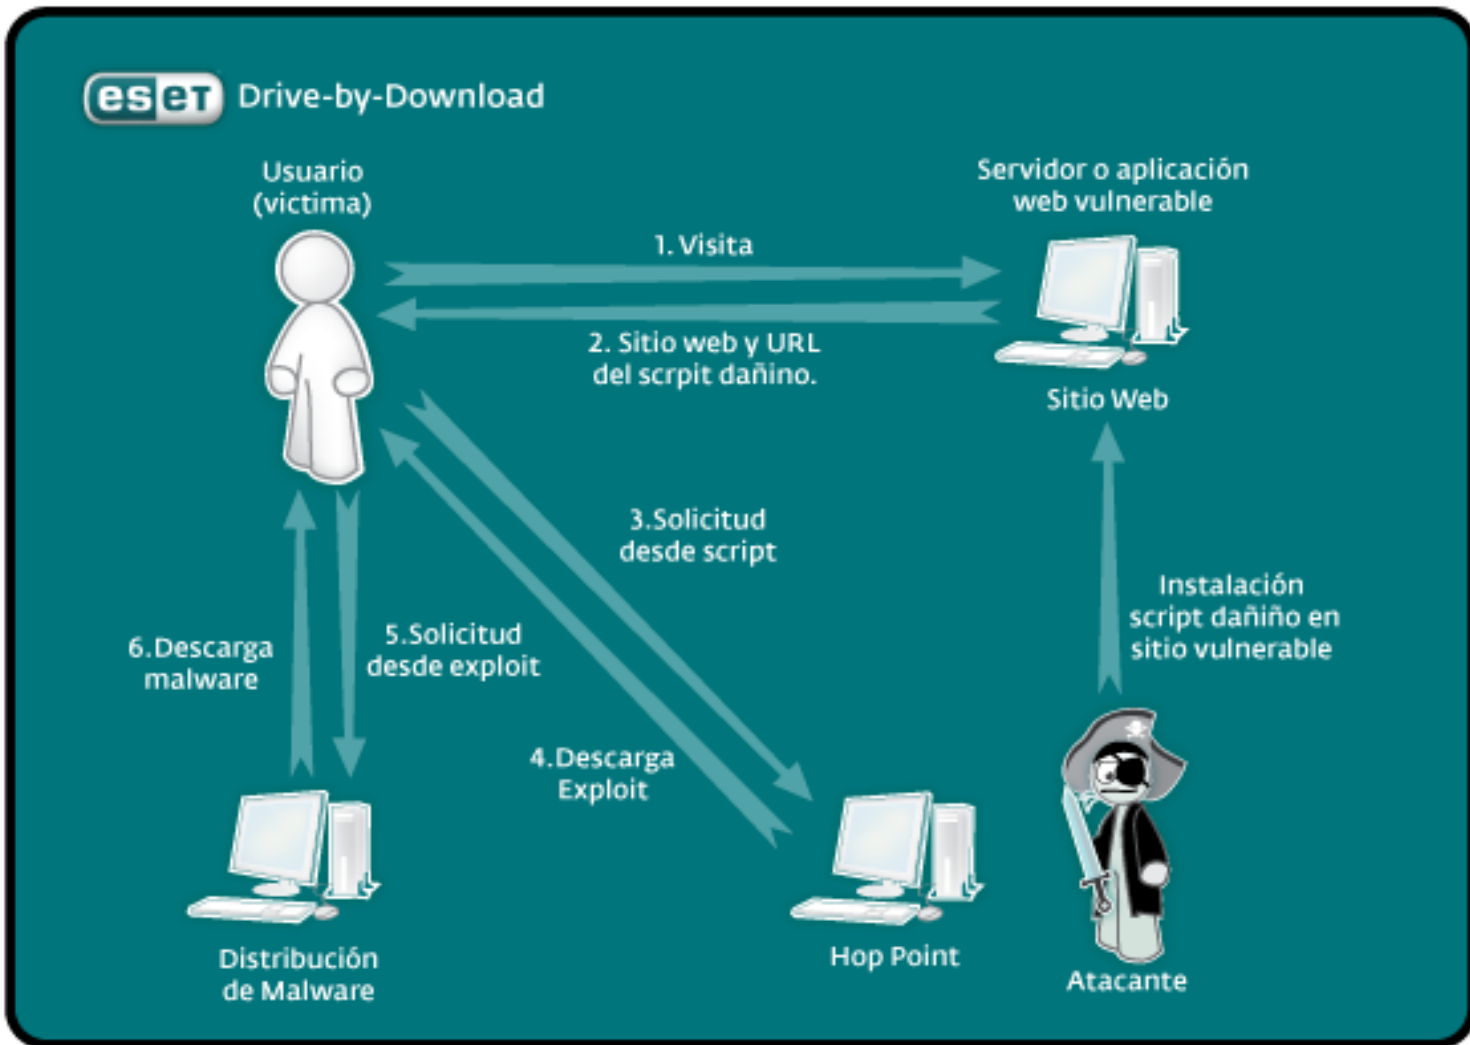 eset Drive-by-Download
Usuario
(victima)
Servidor o aplicación
web vulnerable
1. Visita
2. Sitio web y URL
del scrpit dañino.
Sitio Web
3.Solicitud
desde script
Instalación
script dañiño en
sitio vulnerable
5.Solicitud
desde exploit
6.Descarga
malware
4.Descarga
Exploit
Distribución
de Malware
Hop Point
Atacante